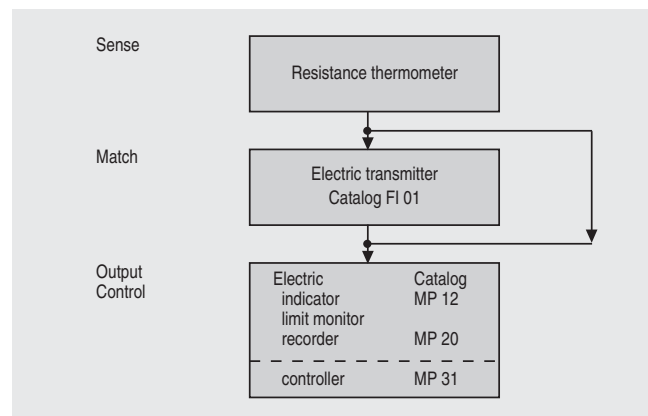 Sense
Resistance thermometer
Match
Electric transmitter
Catalog FI 01
Output
Control
Electric Catalog
indicator MP 12
limit monitor
recorder MP 20
controller MP 31